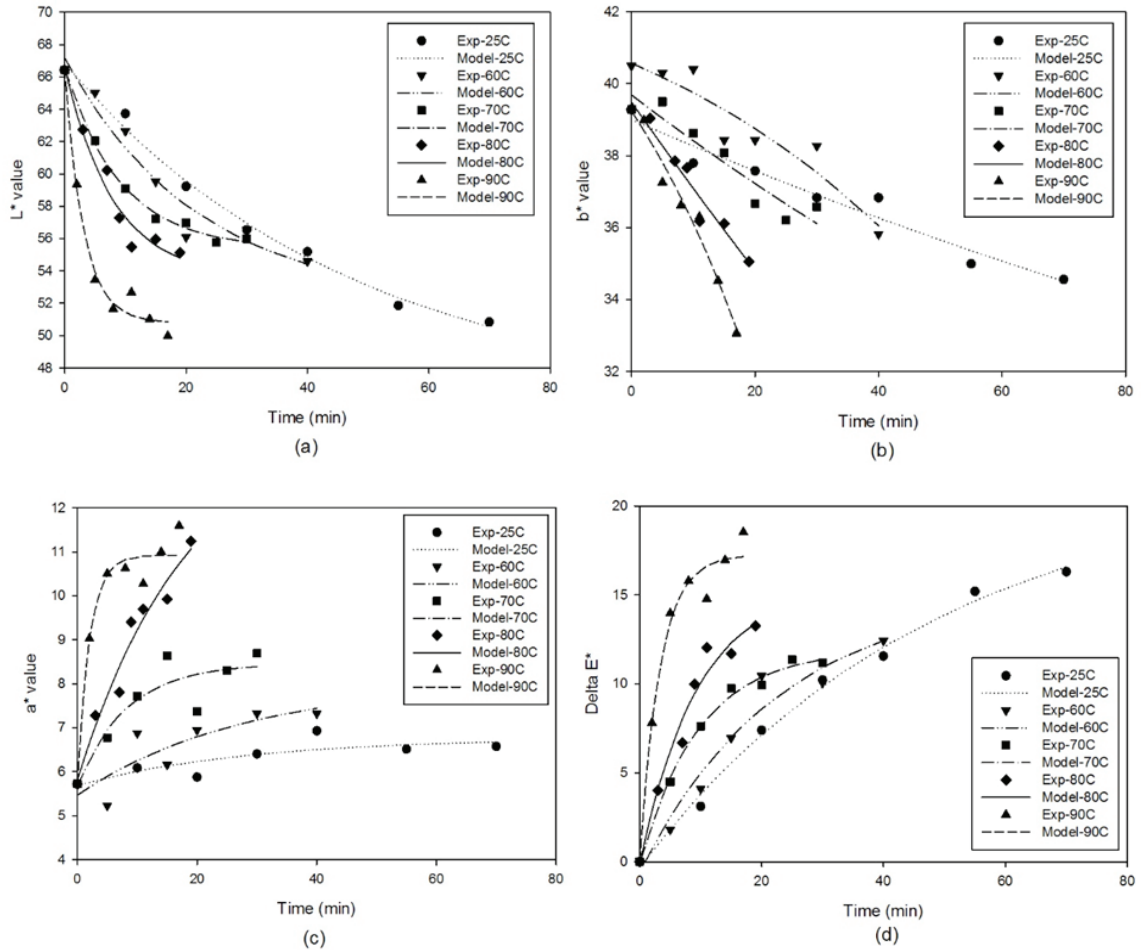 70
68
66
64
62
60
58
56
54
52
50
48
L* value
0
20
40
60
80
Time (min)
(a)
Exp-25C
Model-25C
Exp-60C
Model-60C
Exp-70C
Model-70C
Exp-80C
Model-80C
Exp-90C
Model-90C
42
40
38
36
34
32
b* value
0
20
40
60
80
Time (min)
(b)
Exp-25C
Model-25C
Exp-60C
Model-60C
Exp-70C
Model-70C
Exp-80C
Model-80C
Exp-90C
Model-90C
12
11
10
9
8
7
6
5
4
a* value
0
20
40
60
80
Time (min)
(c)
Exp-25C
Model-25C
Exp-60C
Model-60C
Exp-70C
Model-70C
Exp-80C
Model-80C
Exp-90C
Model-90C
20
15
10
5
0
Delta E*
0
20
40
60
80
Time (min)
(d)
Exp-25C
Model-25C
Exp-60C
Model-60C
Exp-70C
Model-70C
Exp-80C
Model-80C
Exp-90C
Model-90C